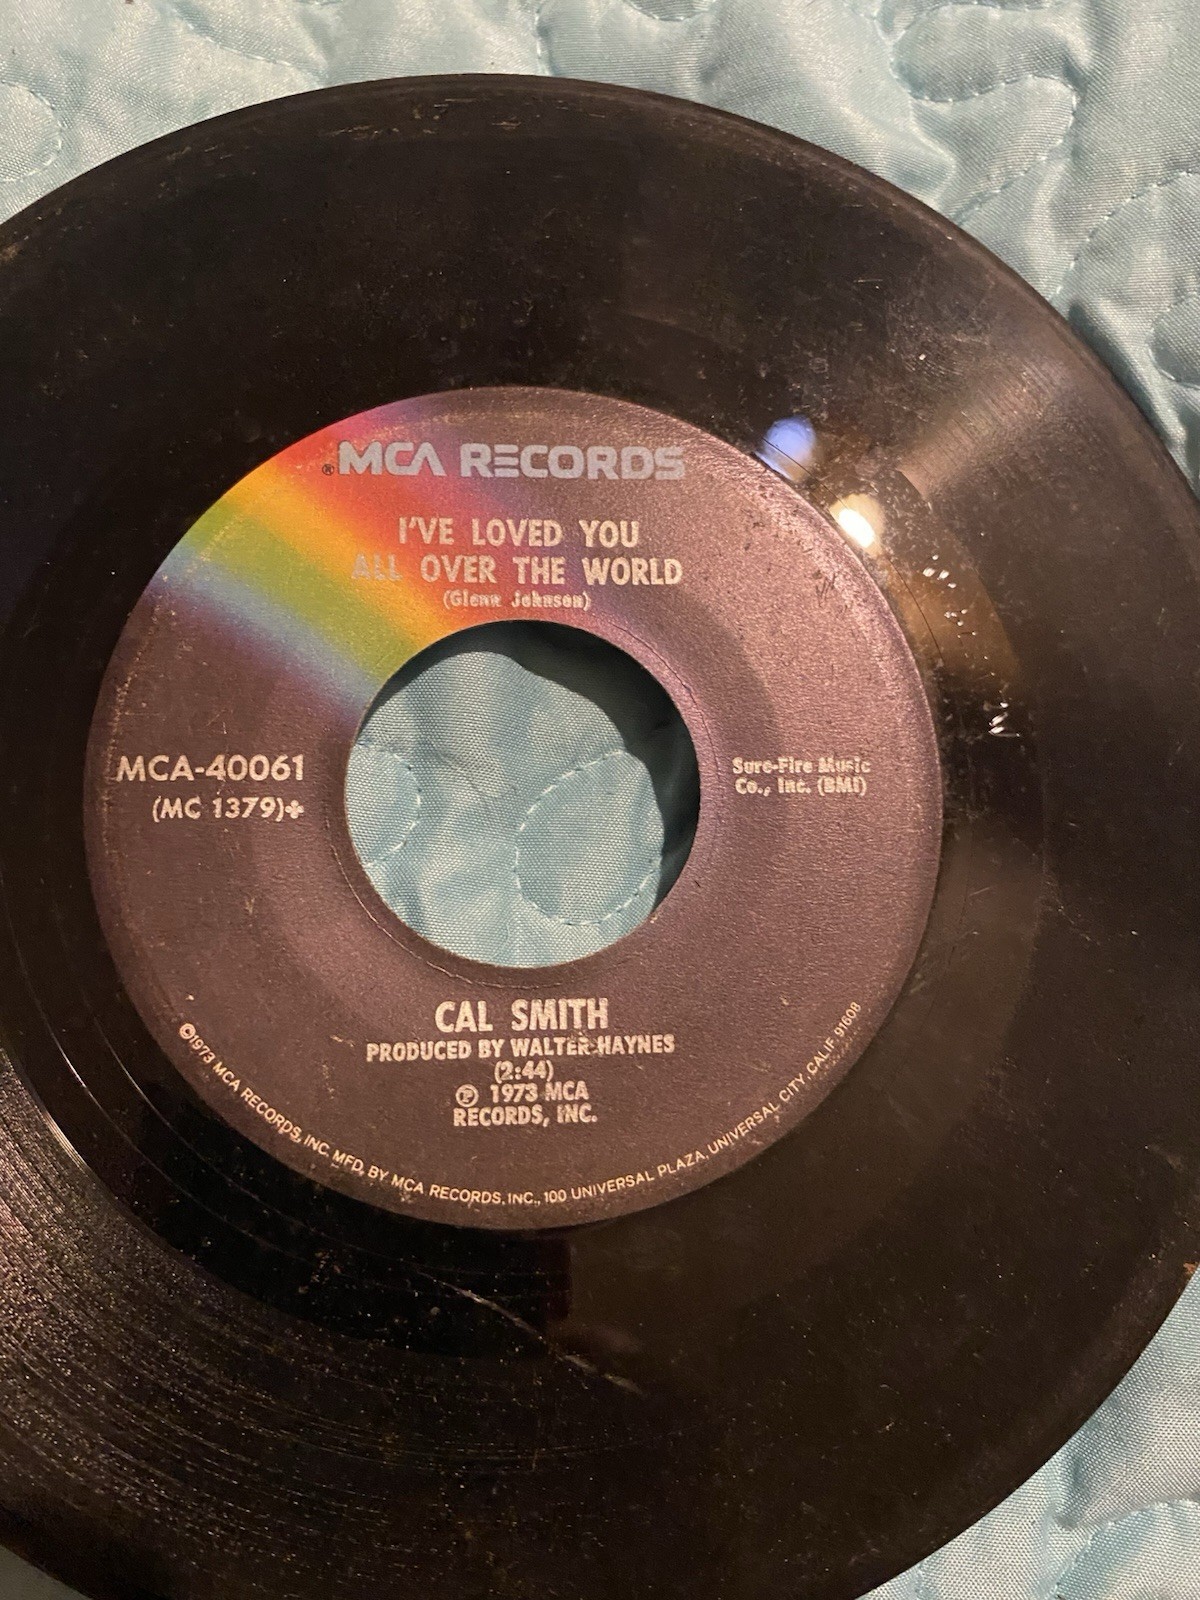 ® MCA RECORDS
I'VE LOVED YOU
ALL OVER THE WORLD
(Glenn Johnson)
MCA-40061
(MC 1379)+
Sure-Fire Music
Co., Inc. (BMI)
CAL SMITH
PRODUCED BY WALTER HAYNES
(2:44)
℗ 1973 MCA
RECORDS, INC.
©1973 MCA RECORDS, INC. MFD. BY MCA RECORDS, INC., 100 UNIVERSAL PLAZA, UNIVERSAL CITY, CALIF. 91608